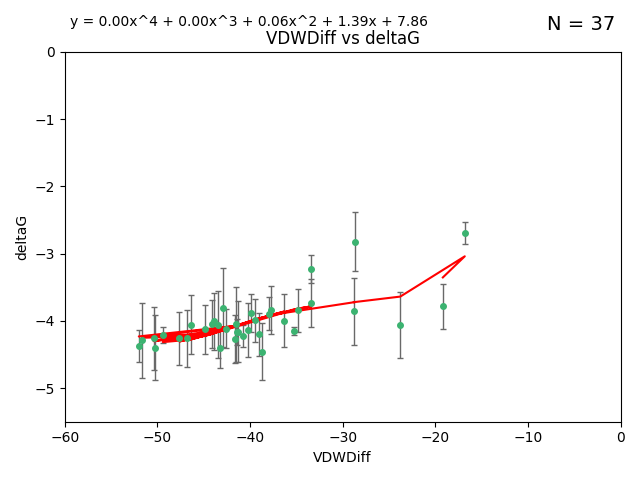 y = 0.00x^4 + 0.00x^3 + 0.06x^2 + 1.39x + 7.86
N = 37
VDWDiff vs deltaG
0
−1
−2
−3
−4
−5
deltaG
−60
−50
−40
−30
−20
−10
0
VDWDiff